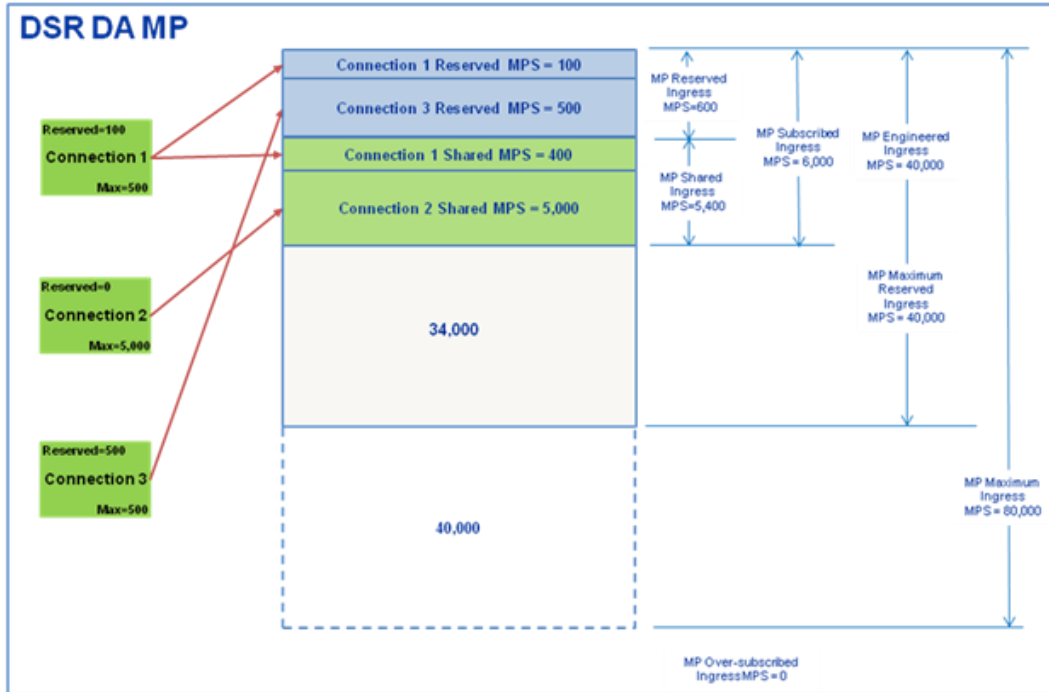 DSR DA MP
Connection 1 Reserved MPS = 100
Connection 3 Reserved MPS = 500
Connection 1 Shared MPS = 400
Connection 2 Shared MPS = 5,000
34,000
40,000
Reserved=100
Connection 1
Max=500
Reserved=0
Connection 2
Max=5,000
Reserved=500
Connection 3
Max=500
MP Reserved
Ingress
MPS=600
MP Shared
Ingress
MPS=5,400
MP Subscribed
Ingress
MPS = 6,000
MP Engineered
Ingress
MPS = 40,000
MP Maximum
Reserved
Ingress
MPS = 40,000
MP Maximum
Ingress
MPS = 80,000
MP Over-subscribed
IngressMPS = 0